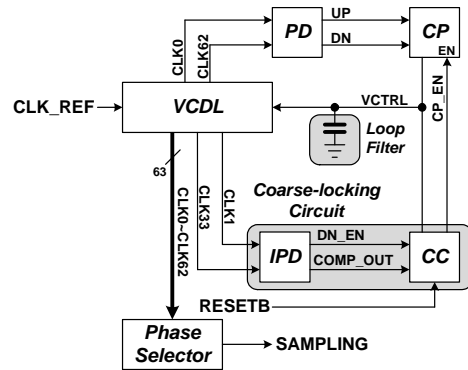 CLK0
CLK62
PD
UP
DN
CP
EN
CLK_REF
VCDL
VCTRL
CP_EN
Loop
Filter
63
CLK0~CLK62
CLK33
CLK1
Coarse-locking
Circuit
IPD
DN_EN
COMP_OUT
CC
RESETB
Phase
Selector
SAMPLING